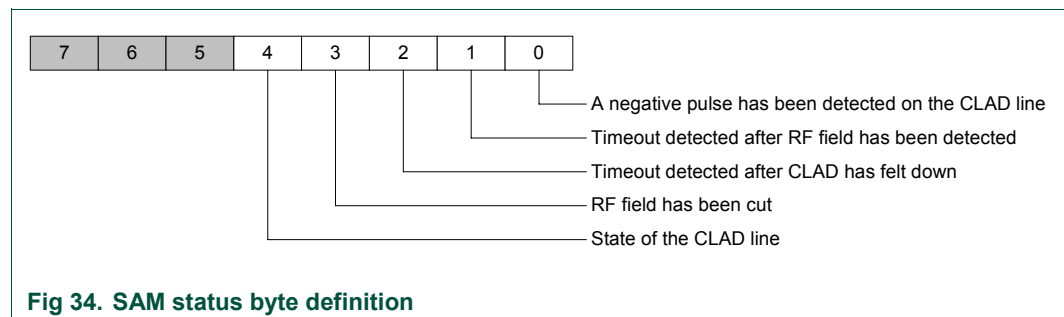 7 6 5 4 3 2 1 0
A negative pulse has been detected on the CLAD line
Timeout detected after RF field has been detected
Timeout detected after CLAD has felt down
RF field has been cut
State of the CLAD line
Fig 34. SAM status byte definition